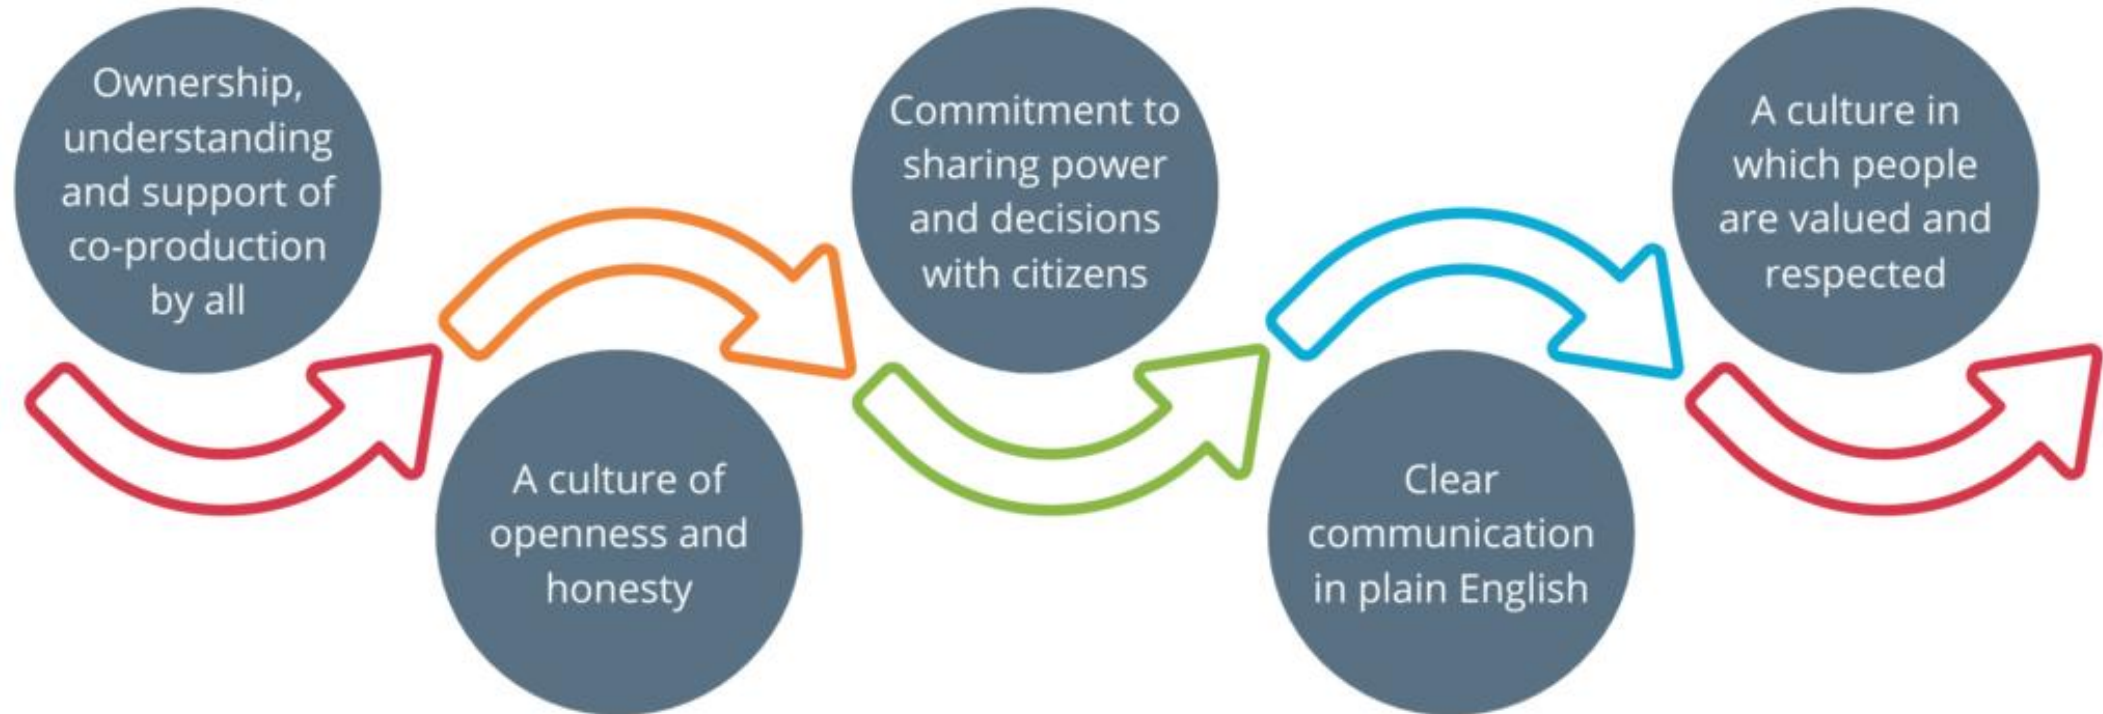 Ownership,
understanding
and support of
co-production
by all
A culture of
openness and
honesty
Commitment to
sharing power
and decisions
with citizens
Clear
communication
in plain English
A culture in
which people
are valued and
respected